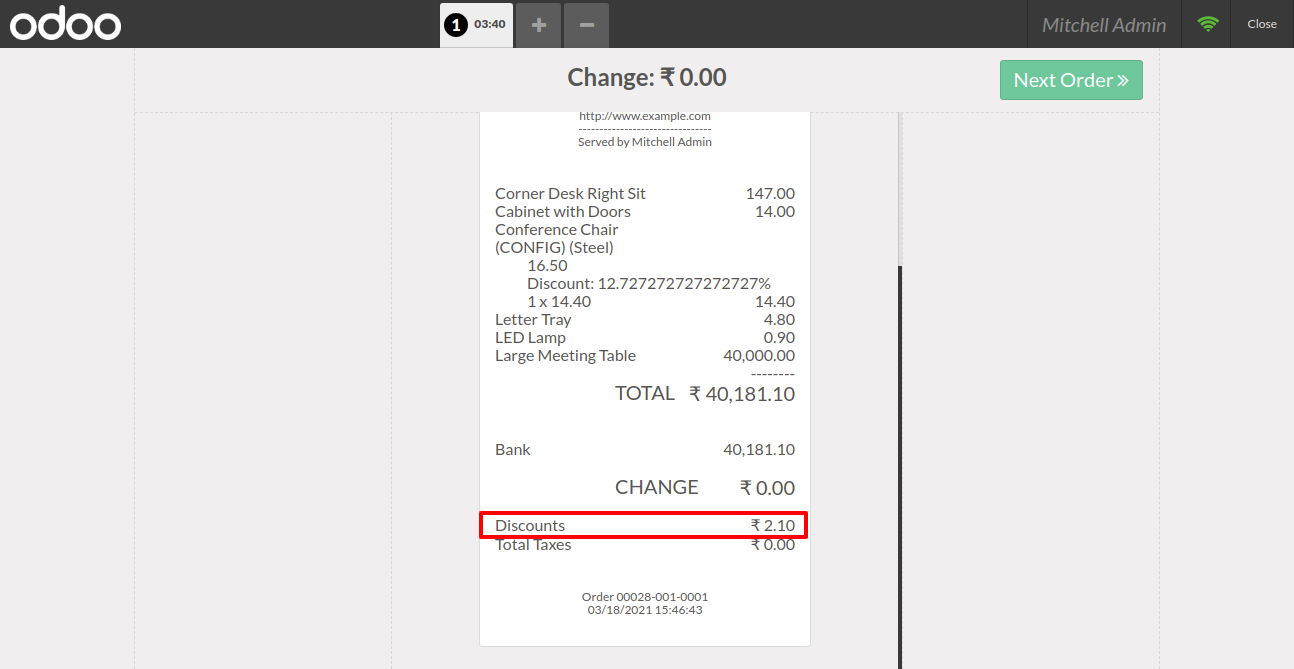 odoo
1 03:40 + −
Mitchell Admin
Close
Change: ₹ 0.00
Next Order »
http://www.example.com
--------------------------------
Served by Mitchell Admin
Corner Desk Right Sit 147.00
Cabinet with Doors 14.00
Conference Chair
(CONFIG) (Steel)
16.50
Discount: 12.727272727272727%
1 x 14.40 14.40
Letter Tray 4.80
LED Lamp 0.90
Large Meeting Table 40,000.00
--------
TOTAL ₹ 40,181.10
Bank 40,181.10
CHANGE ₹ 0.00
Discounts ₹ 2.10
Total Taxes ₹ 0.00
Order 00028-001-0001
03/18/2021 15:46:43